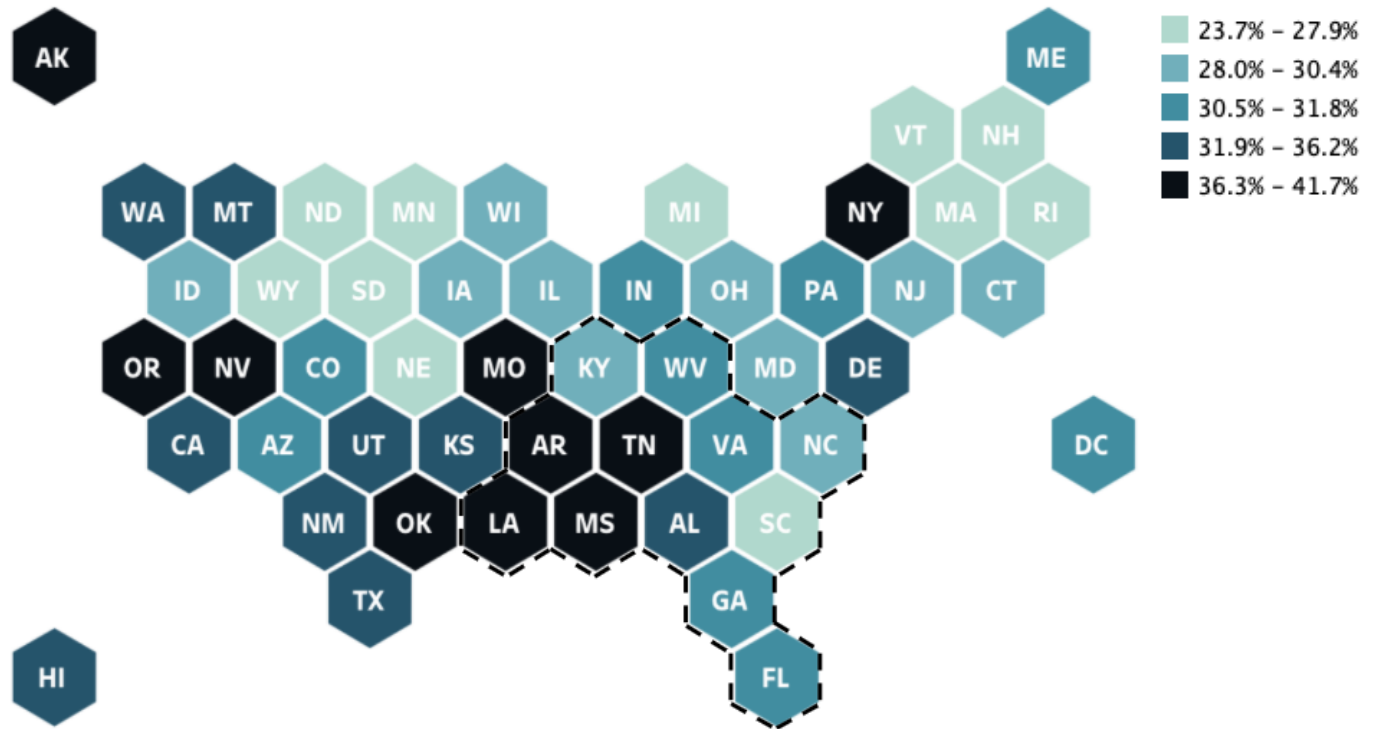 AK ME 23.7% – 27.9%
28.0% – 30.4%
30.5% – 31.8%
VT NH 31.9% – 36.2%
36.3% – 41.7%
WA MT ND MN WI MI NY MA RI
ID WY SD IA IL IN OH PA NJ CT
OR NV CO NE MO KY WV MD DE
CA AZ UT KS AR TN VA NC DC
NM OK LA MS AL SC
TX GA
HI FL